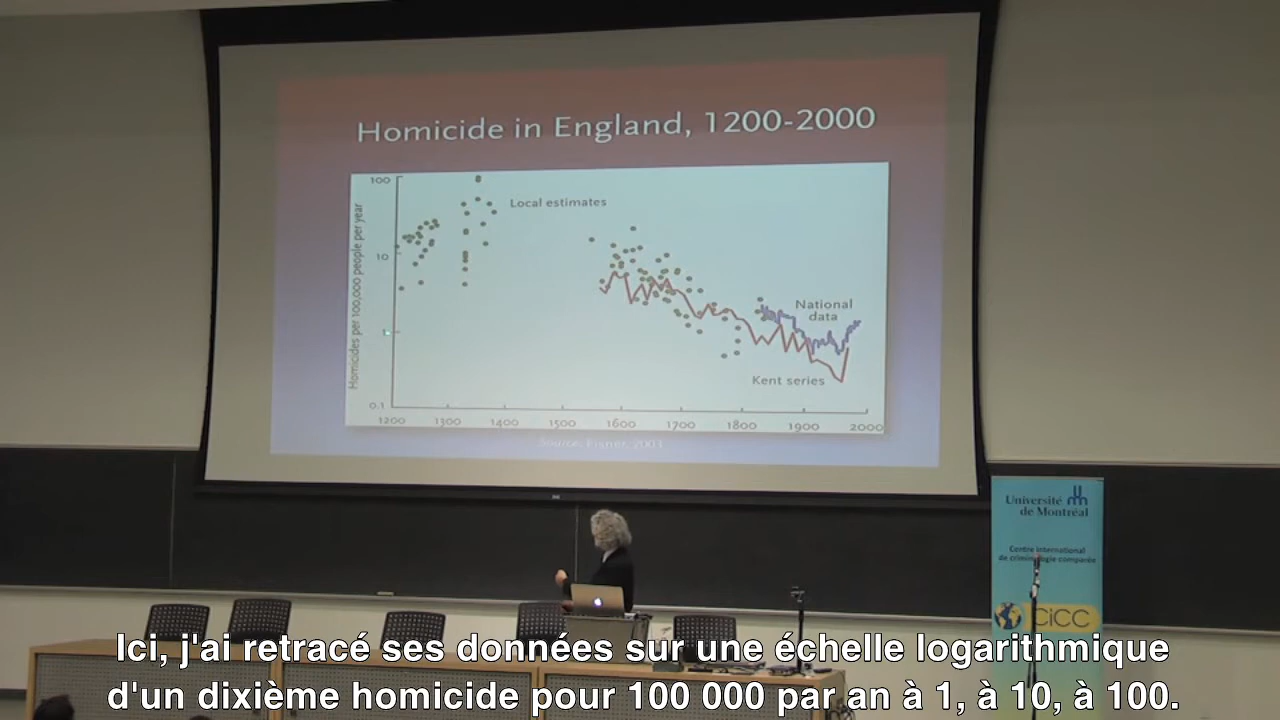 Homicide in England, 1200-2000
100
10
1
0.1
Homicides per 100,000 people per year
Local estimates
National
data
Kent series
1200 1300 1400 1500 1600 1700 1800 1900 2000
Source: Eisner, 2003
Université
de Montréal
Centre international
de criminologie comparée
CiCC
Ici, j'ai retracé ses données sur une échelle logarithmique
d'un dixième homicide pour 100 000 par an à 1, à 10, à 100.